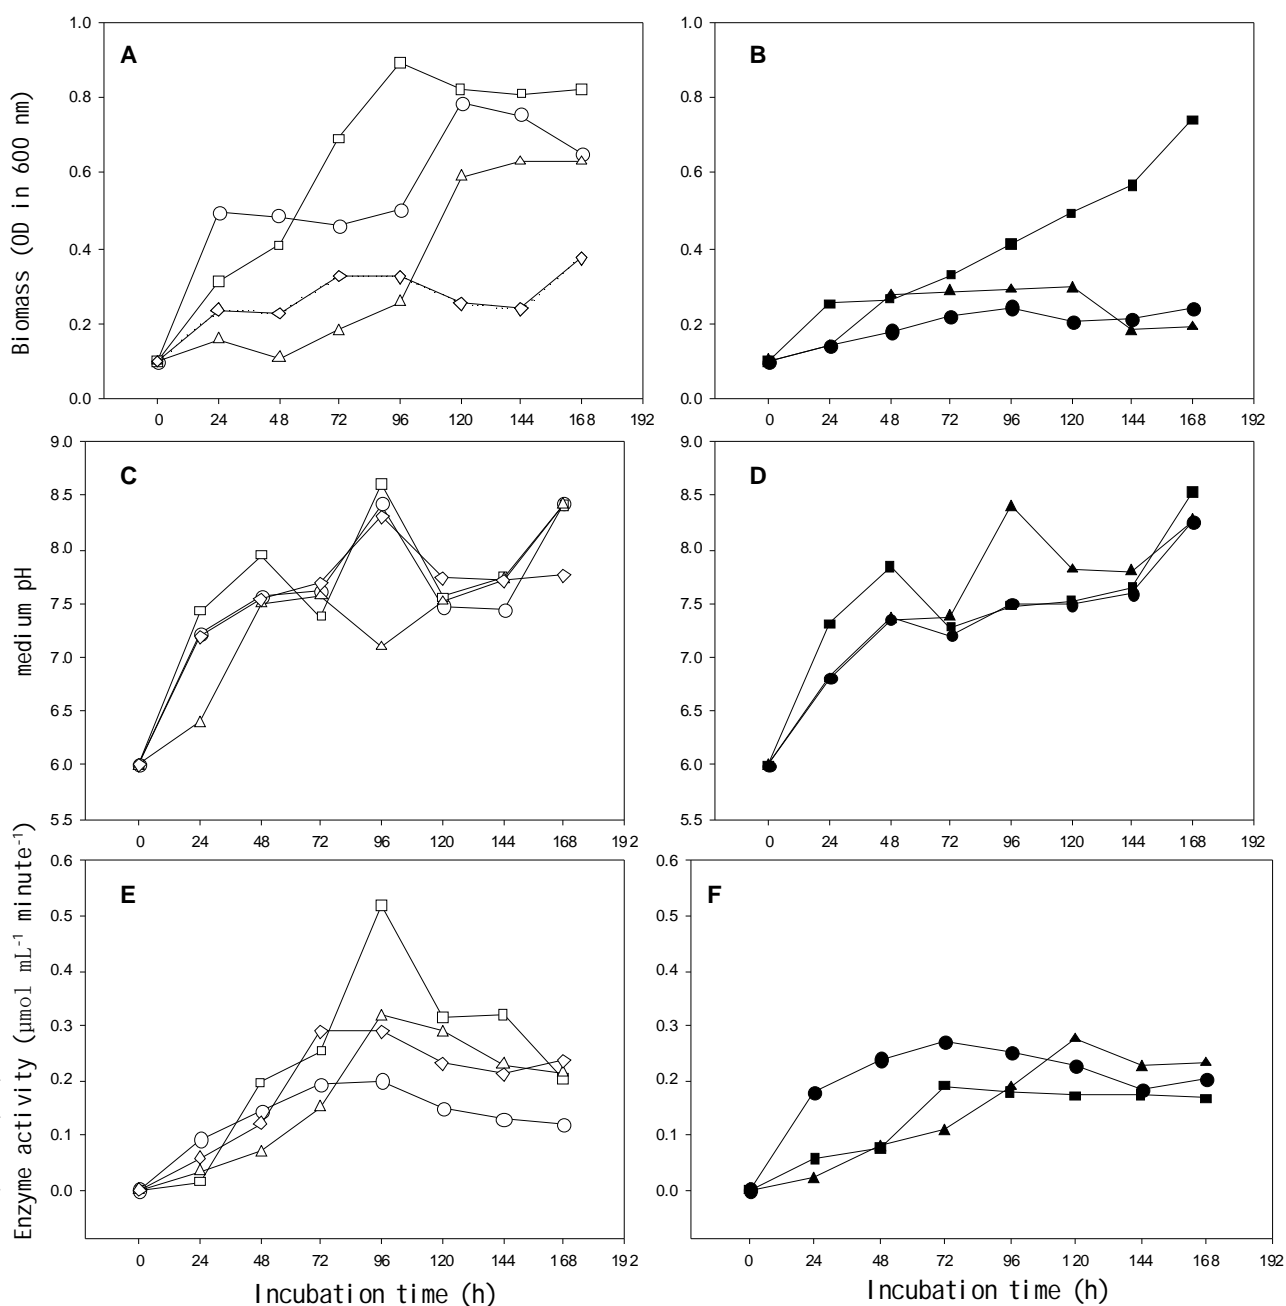 A
B
Biomass (OD in 600 nm)
1.0
0.8
0.6
0.4
0.2
0.0
0 24 48 72 96 120 144 168 192
1.0
0.8
0.6
0.4
0.2
0.0
0 24 48 72 96 120 144 168 192
C
D
medium pH
9.0
8.5
8.0
7.5
7.0
6.5
6.0
5.5
0 24 48 72 96 120 144 168 192
9.0
8.5
8.0
7.5
7.0
6.5
6.0
5.5
0 24 48 72 96 120 144 168 192
E
F
Enzyme activity (µmol mL⁻¹ minute⁻¹)
0.6
0.5
0.4
0.3
0.2
0.1
0.0
0 24 48 72 96 120 144 168 192
0.6
0.5
0.4
0.3
0.2
0.1
0.0
0 24 48 72 96 120 144 168 192
Incubation time (h)
Incubation time (h)